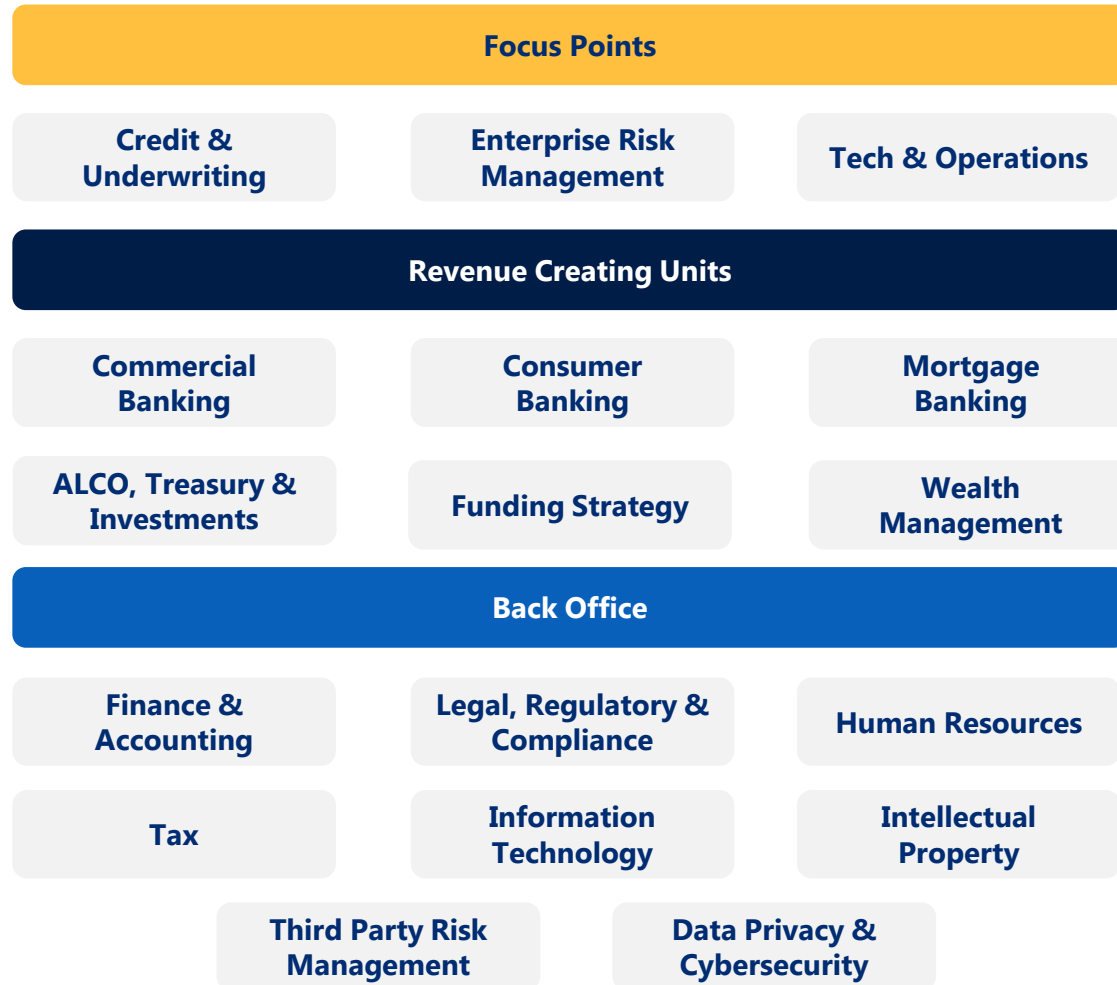 Focus Points
Credit &
Underwriting
Enterprise Risk
Management
Tech & Operations
Revenue Creating Units
Commercial
Banking
Consumer
Banking
Mortgage
Banking
ALCO, Treasury &
Investments
Funding Strategy
Wealth
Management
Back Office
Finance &
Accounting
Legal, Regulatory &
Compliance
Human Resources
Tax
Information
Technology
Intellectual
Property
Third Party Risk
Management
Data Privacy &
Cybersecurity